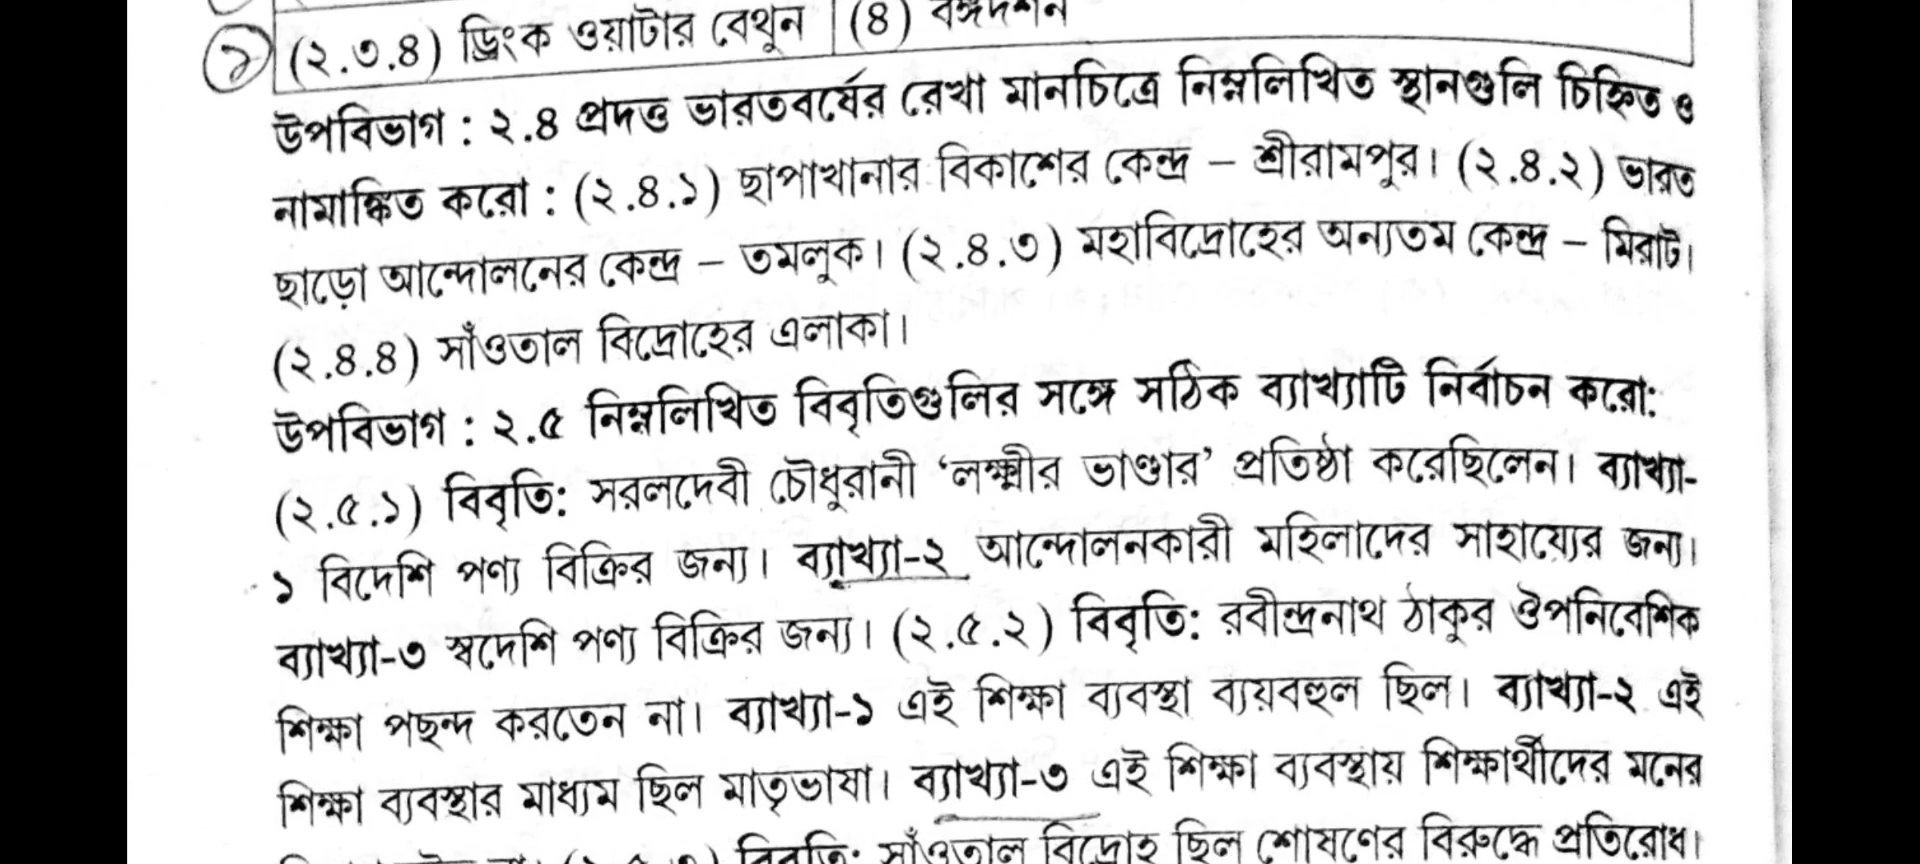 ১ (২.৩.৪) ড্রিংক ওয়াটার বেথুন (৪) বঙ্গদর্শন
উপবিভাগ : ২.৪ প্রদত্ত ভারতবর্ষের রেখা মানচিত্রে নিম্নলিখিত স্থানগুলি চিহ্নিত ও
নামাঙ্কিত করো : (২.৪.১) ছাপাখানার বিকাশের কেন্দ্র – শ্রীরামপুর। (২.৪.২) ভারত
ছাড়ো আন্দোলনের কেন্দ্র – তমলুক। (২.৪.৩) মহাবিদ্রোহের অন্যতম কেন্দ্র – মিরাট।
(২.৪.৪) সাঁওতাল বিদ্রোহের এলাকা।
উপবিভাগ : ২.৫ নিম্নলিখিত বিবৃতিগুলির সঙ্গে সঠিক ব্যাখ্যাটি নির্বাচন করো:
(২.৫.১) বিবৃতি: সরলদেবী চৌধুরানী ‘লক্ষ্মীর ভাণ্ডার’ প্রতিষ্ঠা করেছিলেন। ব্যাখ্যা-
১ বিদেশি পণ্য বিক্রির জন্য। ব্যাখ্যা-২ আন্দোলনকারী মহিলাদের সাহায্যের জন্য।
ব্যাখ্যা-৩ স্বদেশি পণ্য বিক্রির জন্য। (২.৫.২) বিবৃতি: রবীন্দ্রনাথ ঠাকুর ঔপনিবেশিক
শিক্ষা পছন্দ করতেন না। ব্যাখ্যা-১ এই শিক্ষা ব্যবস্থা ব্যয়বহুল ছিল। ব্যাখ্যা-২ এই
শিক্ষা ব্যবস্থার মাধ্যম ছিল মাতৃভাষা। ব্যাখ্যা-৩ এই শিক্ষা ব্যবস্থায় শিক্ষার্থীদের মনের
বিবৃতি: সাঁওতাল বিদ্রোহ ছিল শোষণের বিরুদ্ধে প্রতিরোধ।